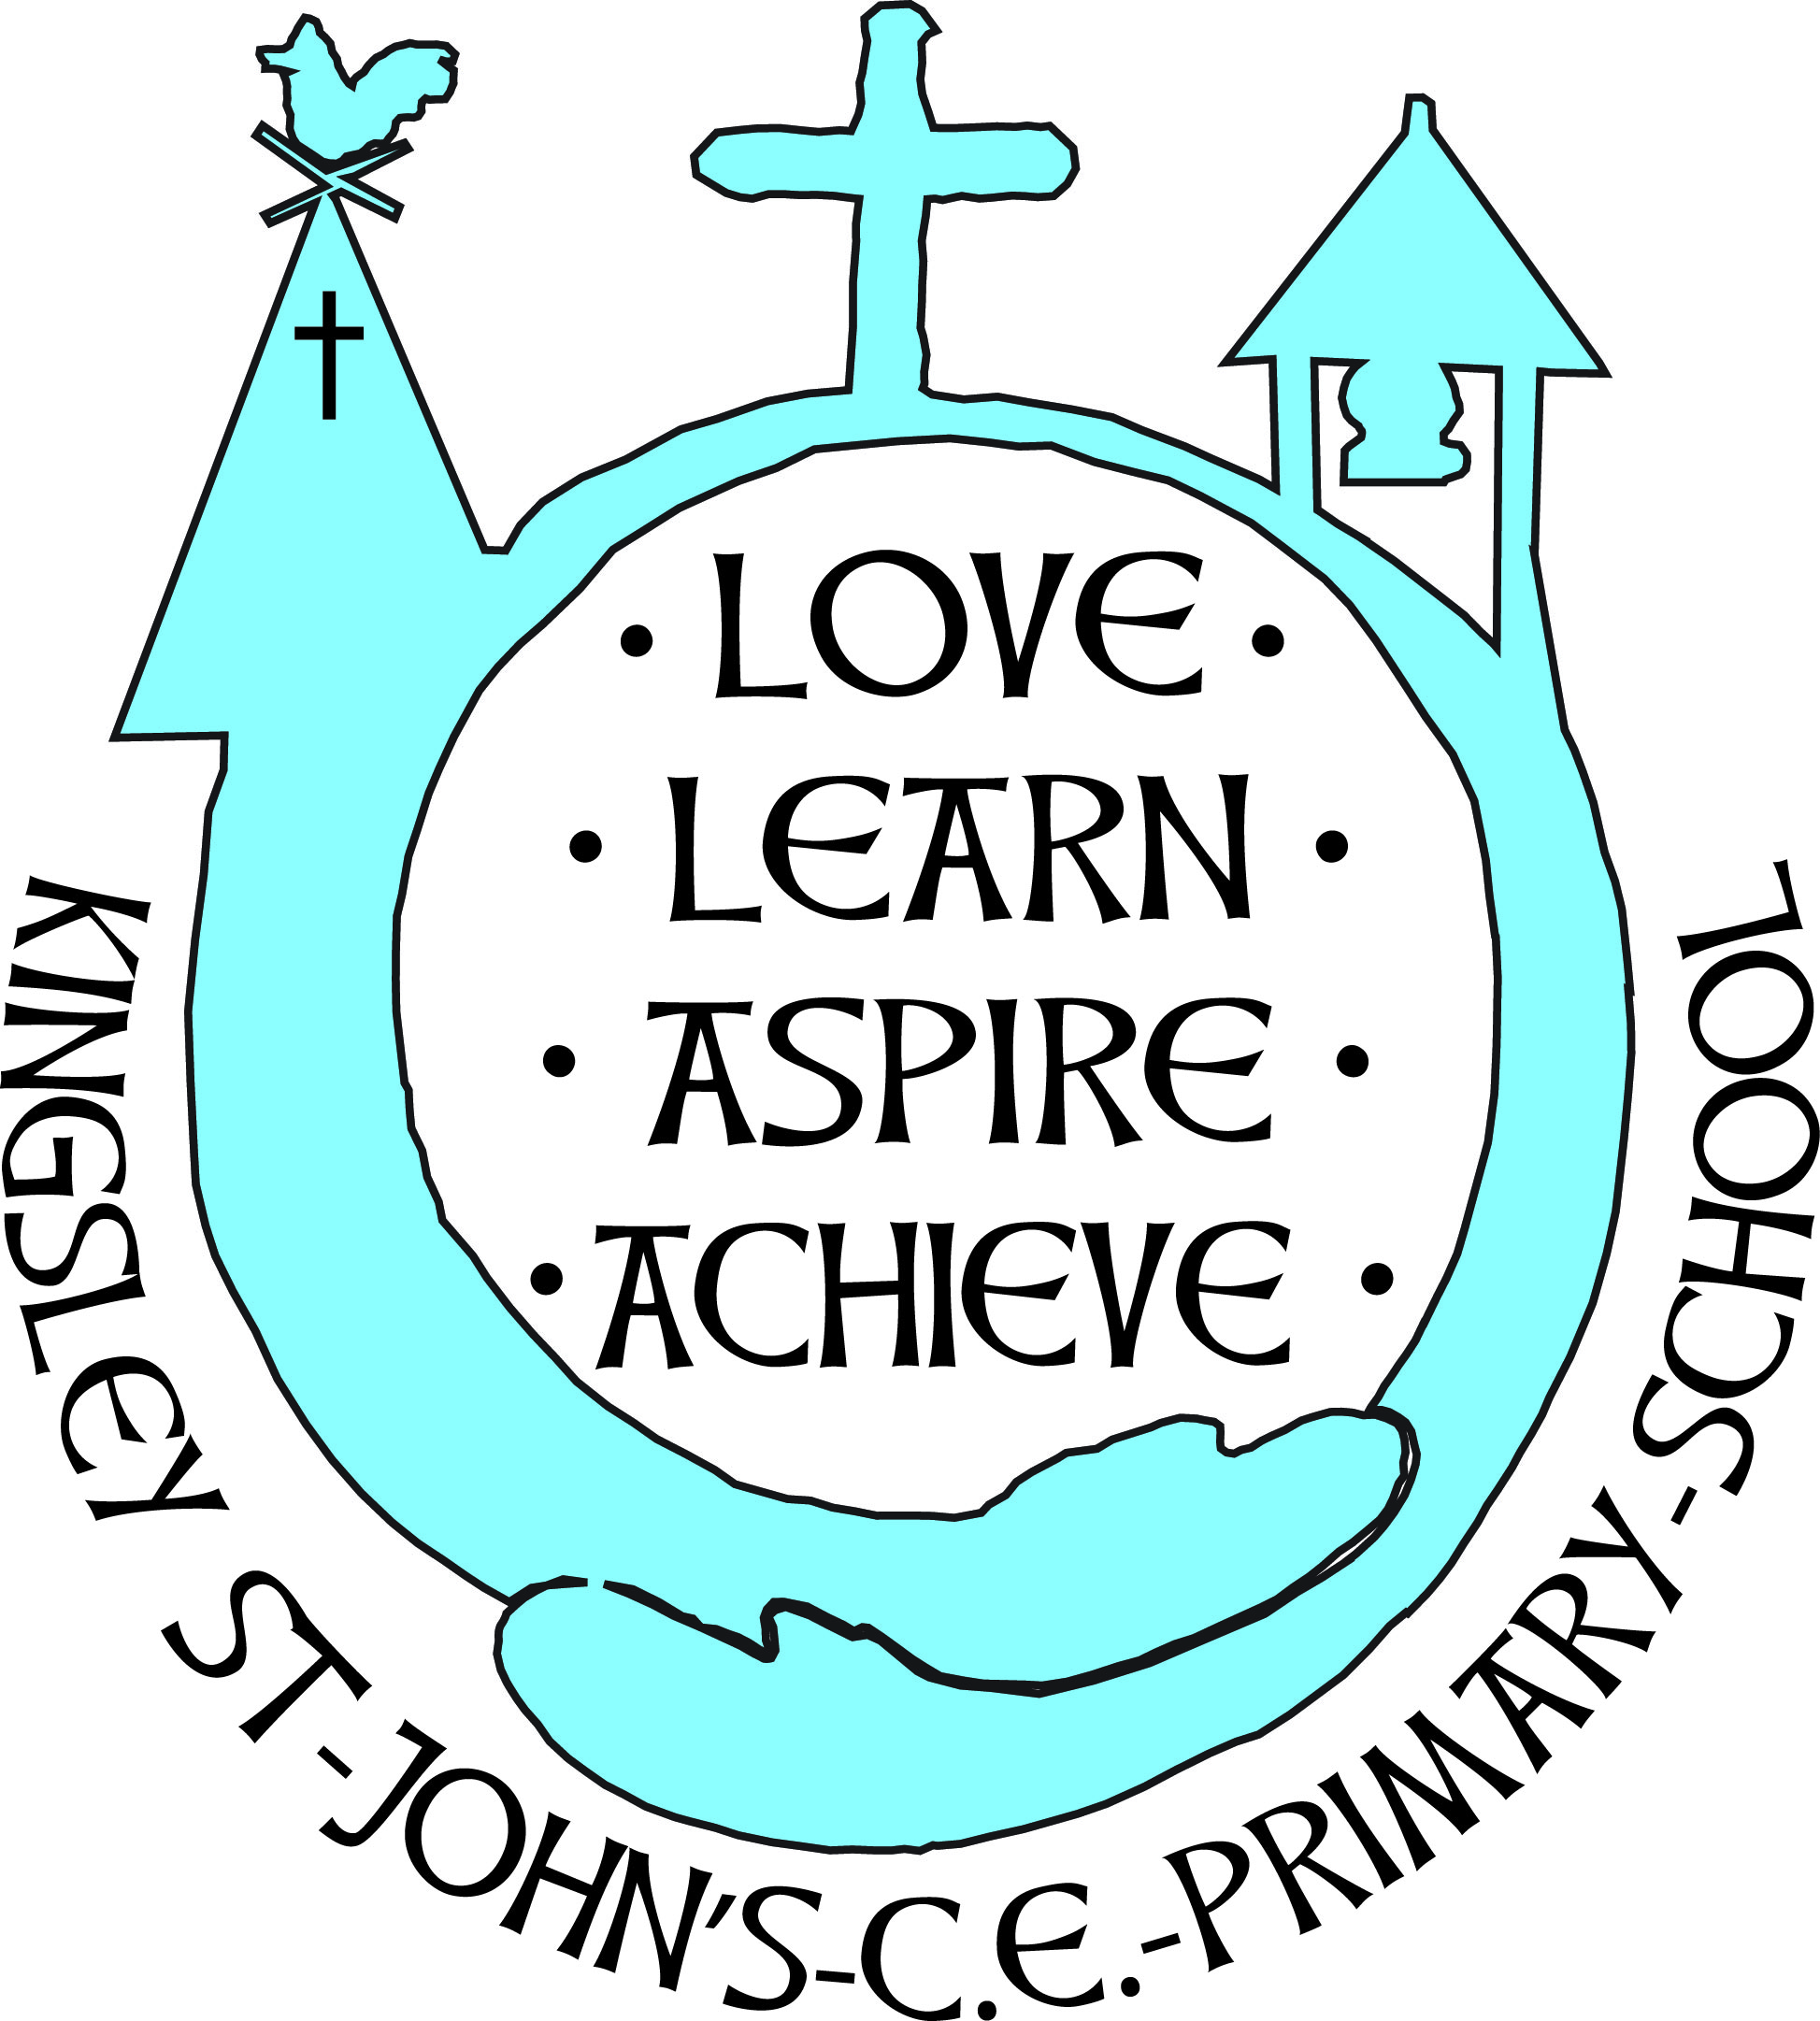 • LOVE •
• LEARN •
• ASPIRE •
• ACHIEVE •
KINGSLEY ST-JOHN'S-C.E.-PRIMARY-SCHOOL